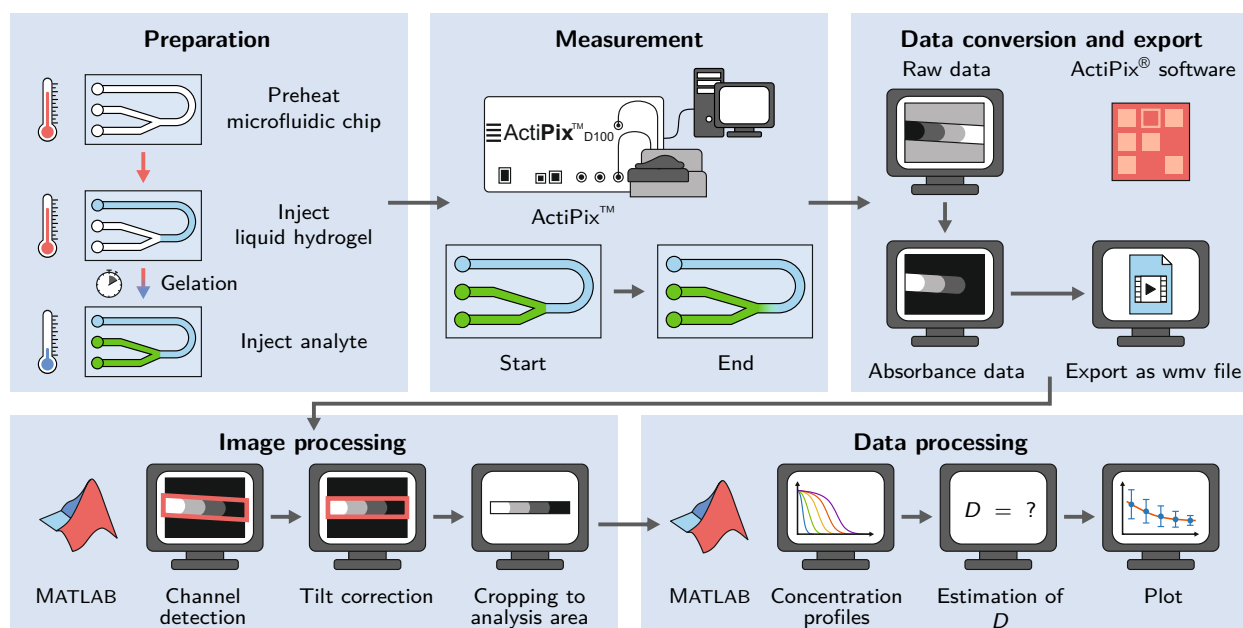 Preparation
Preheat
microfluidic chip
Inject
liquid hydrogel
Gelation
Inject analyte
Measurement
ActiPix™ D100
ActiPix™
Start
End
Data conversion and export
Raw data
ActiPix® software
Absorbance data
Export as wmv file
Image processing
MATLAB
Channel
detection
Tilt correction
Cropping to
analysis area
Data processing
MATLAB
Concentration
profiles
D = ?
Estimation of
D
Plot